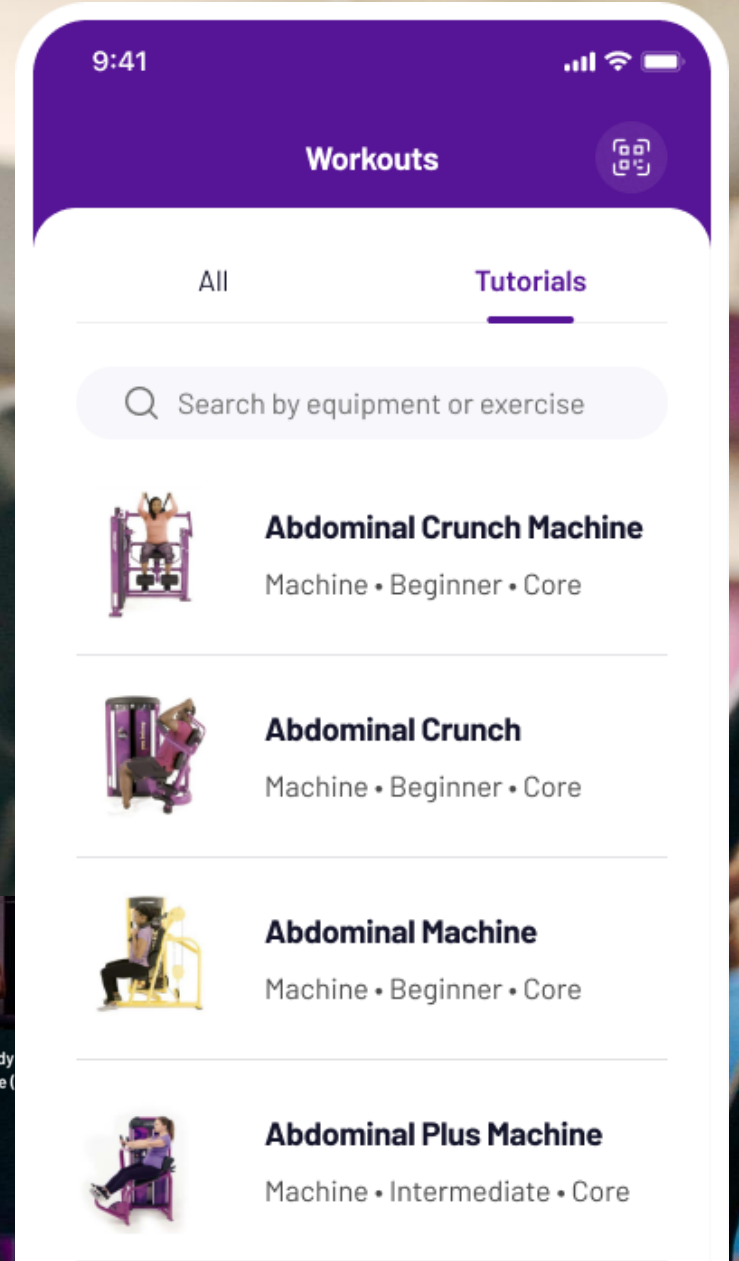 9:41
Workouts
All
Tutorials
Search by equipment or exercise
Abdominal Crunch Machine
Machine • Beginner • Core
Abdominal Crunch
Machine • Beginner • Core
Abdominal Machine
Machine • Beginner • Core
dy
e (
Abdominal Plus Machine
Machine • Intermediate • Core